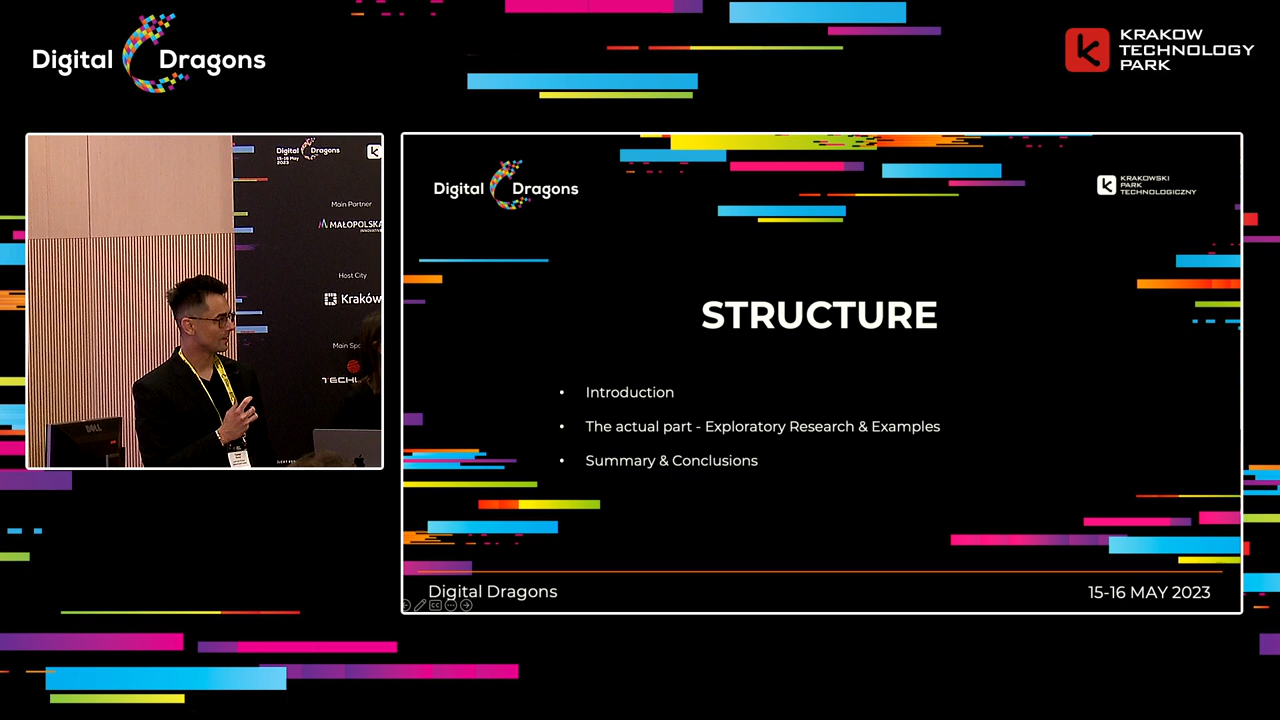 Digital Dragons
KRAKOW
TECHNOLOGY
PARK
Digital Dragons
15-16 May
2023
Main Partner
MAŁOPOLSKA
Host City
Kraków
Main
DELL
Digital Dragons
KRAKOWSKI
PARK
TECHNOLOGICZNY
STRUCTURE
• Introduction
• The actual part - Exploratory Research & Examples
• Summary & Conclusions
Digital Dragons
15-16 MAY 2023